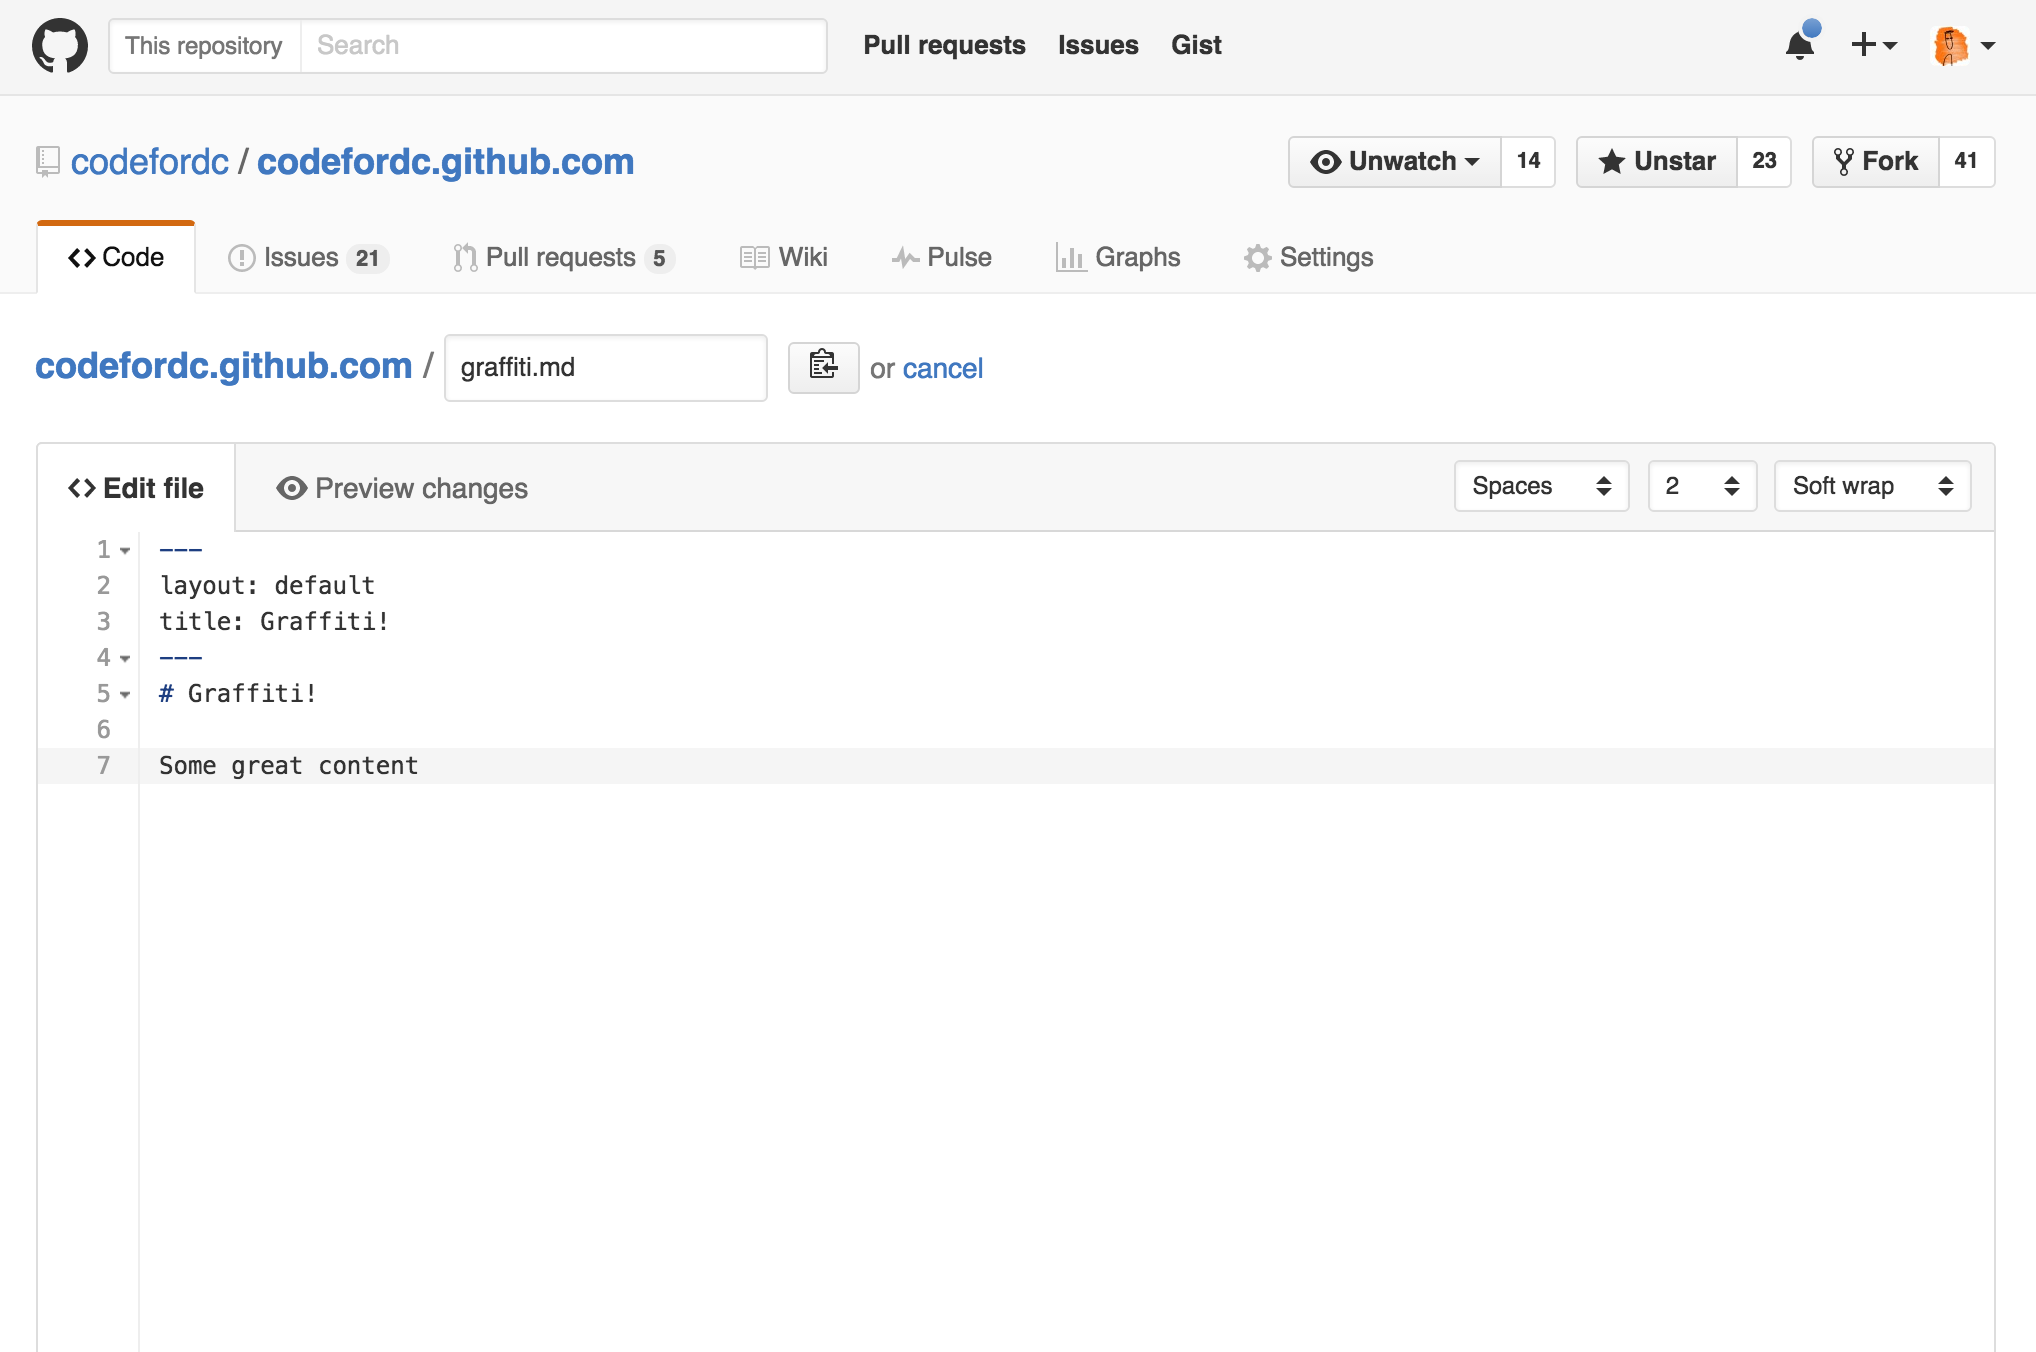 This repository Search Pull requests Issues Gist
codefordc / codefordc.github.com Unwatch 14 Unstar 23 Fork 41
Code Issues 21 Pull requests 5 Wiki Pulse Graphs Settings
codefordc.github.com / graffiti.md or cancel
<> Edit file Preview changes Spaces 2 Soft wrap
1 ---
2 layout: default
3 title: Graffiti!
4 ---
5 # Graffiti!
6
7 Some great content